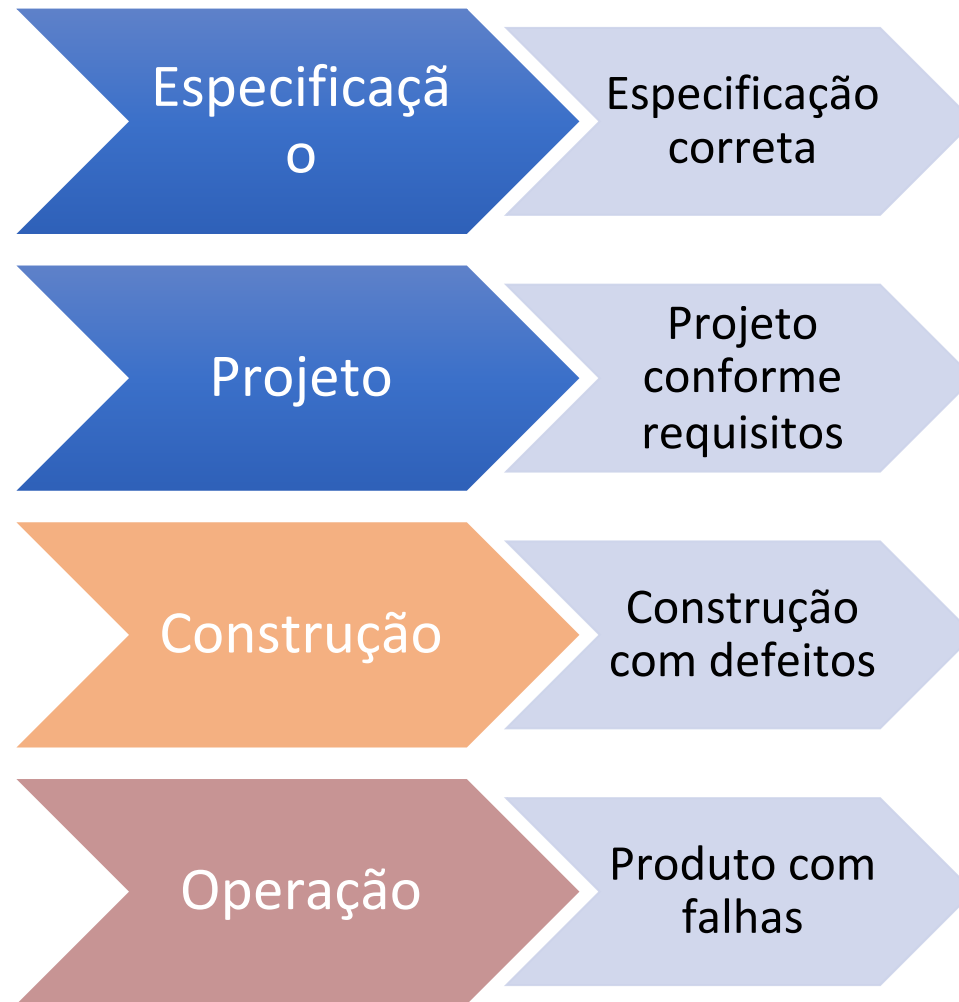 Especificaçã
o
Especificação
correta
Projeto
Projeto
conforme
requisitos
Construção
Construção
com defeitos
Operação
Produto com
falhas